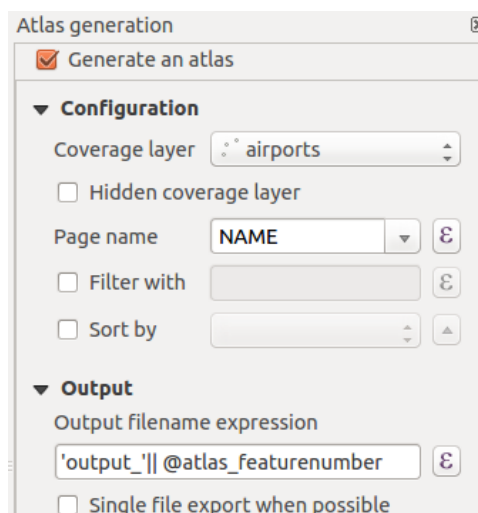 Atlas generation
Generate an atlas
Configuration
Coverage layer airports
Hidden coverage layer
Page name NAME ε
Filter with ε
Sort by
Output
Output filename expression
'output_'|| @atlas_featurenumber ε
Single file export when possible